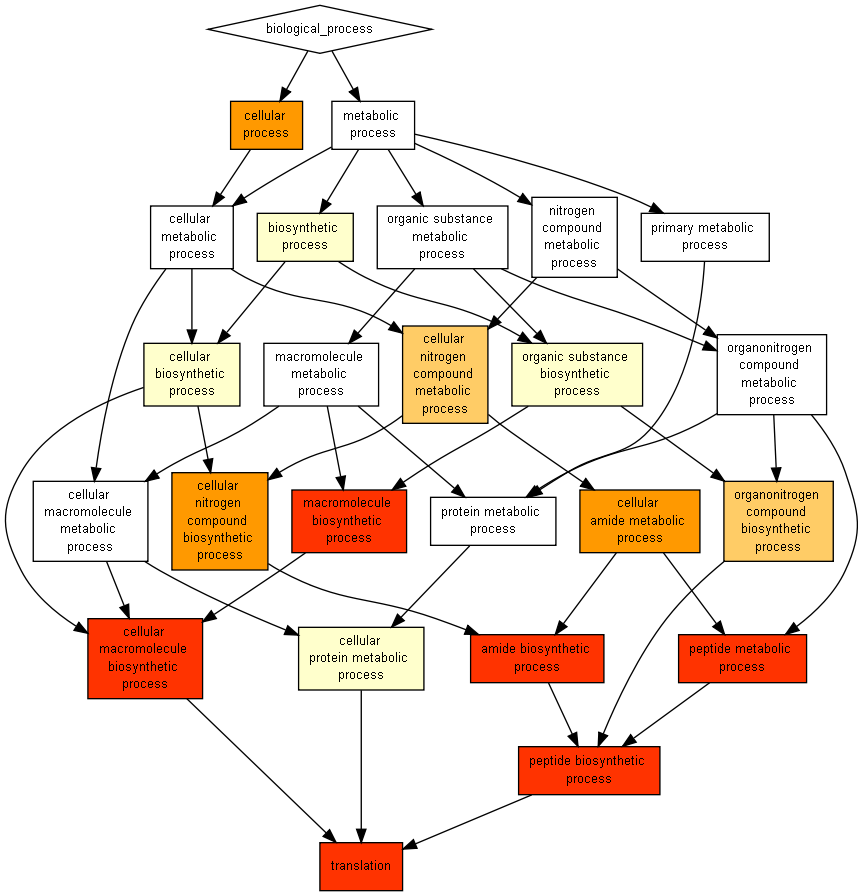 biological_process
cellular
process
metabolic
process
cellular
metabolic
process
biosynthetic
process
organic substance
metabolic
process
nitrogen
compound
metabolic
process
primary metabolic
process
cellular
biosynthetic
process
macromolecule
metabolic
process
cellular
nitrogen
compound
metabolic
process
organic substance
biosynthetic
process
organonitrogen
compound
metabolic
process
cellular
macromolecule
metabolic
process
cellular
nitrogen
compound
biosynthetic
process
macromolecule
biosynthetic
process
protein metabolic
process
cellular
amide metabolic
process
organonitrogen
compound
biosynthetic
process
cellular
macromolecule
biosynthetic
process
cellular
protein metabolic
process
amide biosynthetic
process
peptide metabolic
process
peptide biosynthetic
process
translation